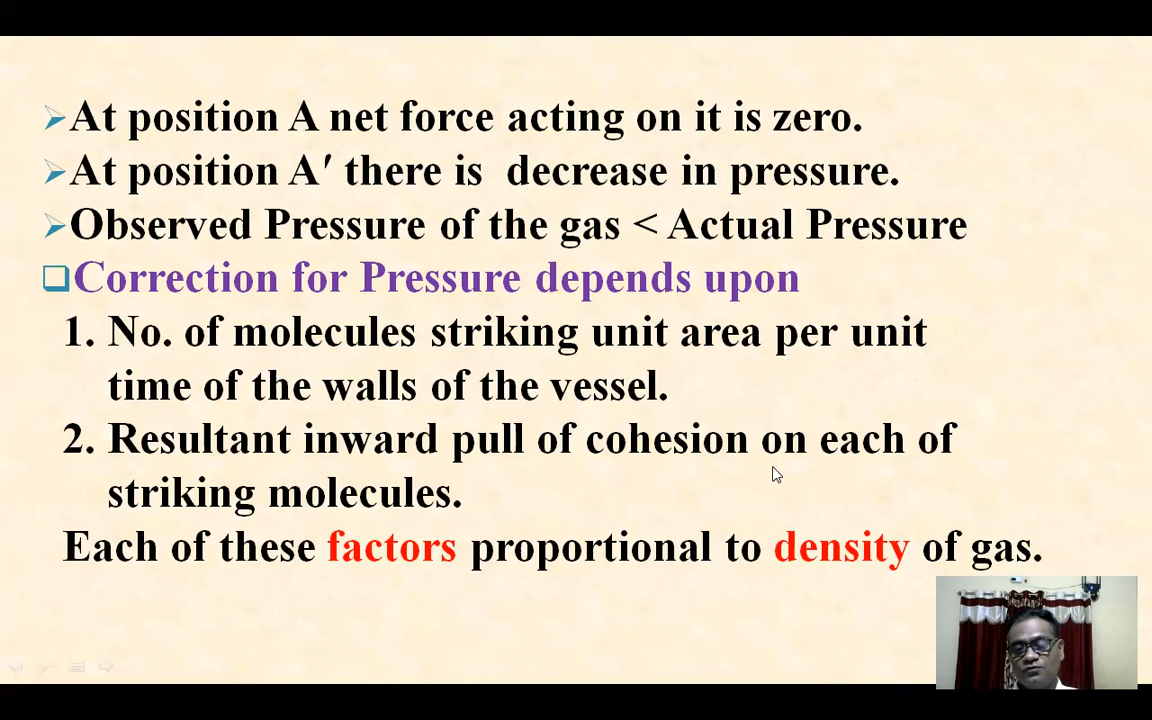 At position A net force acting on it is zero.
At position A′ there is decrease in pressure.
Observed Pressure of the gas < Actual Pressure
Correction for Pressure depends upon
1. No. of molecules striking unit area per unit
time of the walls of the vessel.
2. Resultant inward pull of cohesion on each of
striking molecules.
Each of these factors proportional to density of gas.